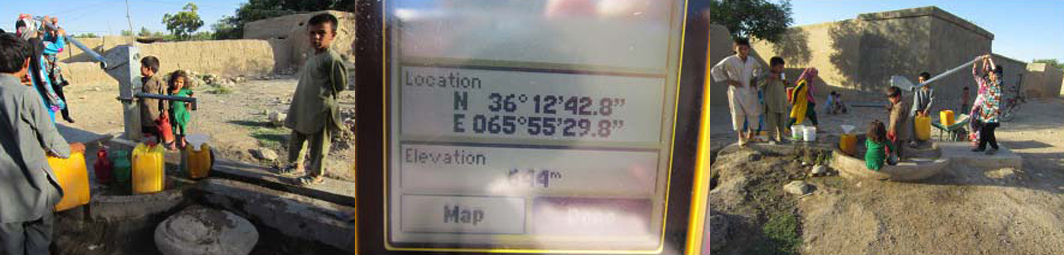 Location
N 36°12'42.8"
E 065°55'29.8"
Elevation
Map